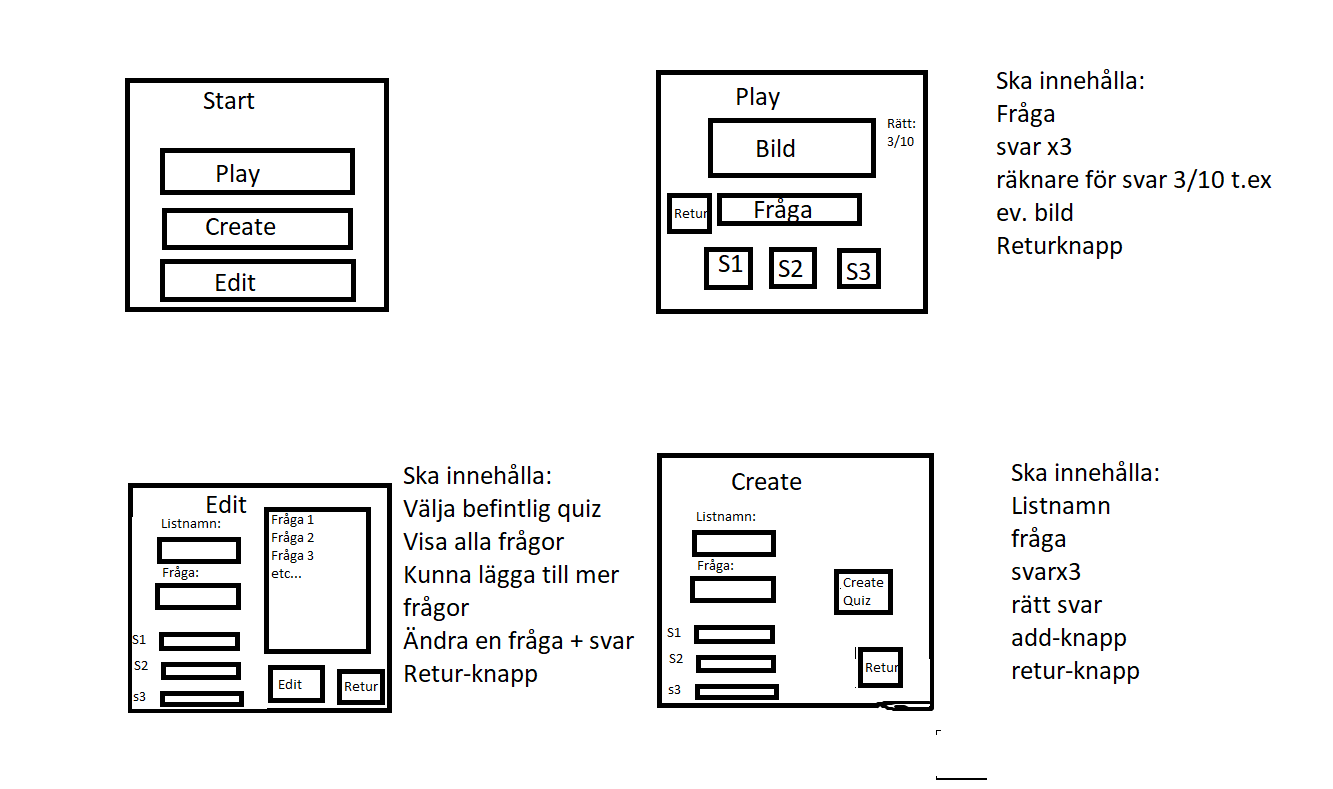 Start
Play
Create
Edit
Play
Bild
Rätt:
3/10
Retur
Fråga
S1
S2
S3
Ska innehålla:
Fråga
svar x3
räknare för svar 3/10 t.ex
ev. bild
Returknapp
Edit
Listnamn:
Fråga:
S1
S2
s3
Fråga 1
Fråga 2
Fråga 3
etc...
Edit
Retur
Ska innehålla:
Välja befintlig quiz
Visa alla frågor
Kunna lägga till mer
frågor
Ändra en fråga + svar
Retur-knapp
Create
Listnamn:
Fråga:
S1
S2
s3
Create
Quiz
Retur
Ska innehålla:
Listnamn
fråga
svarx3
rätt svar
add-knapp
retur-knapp